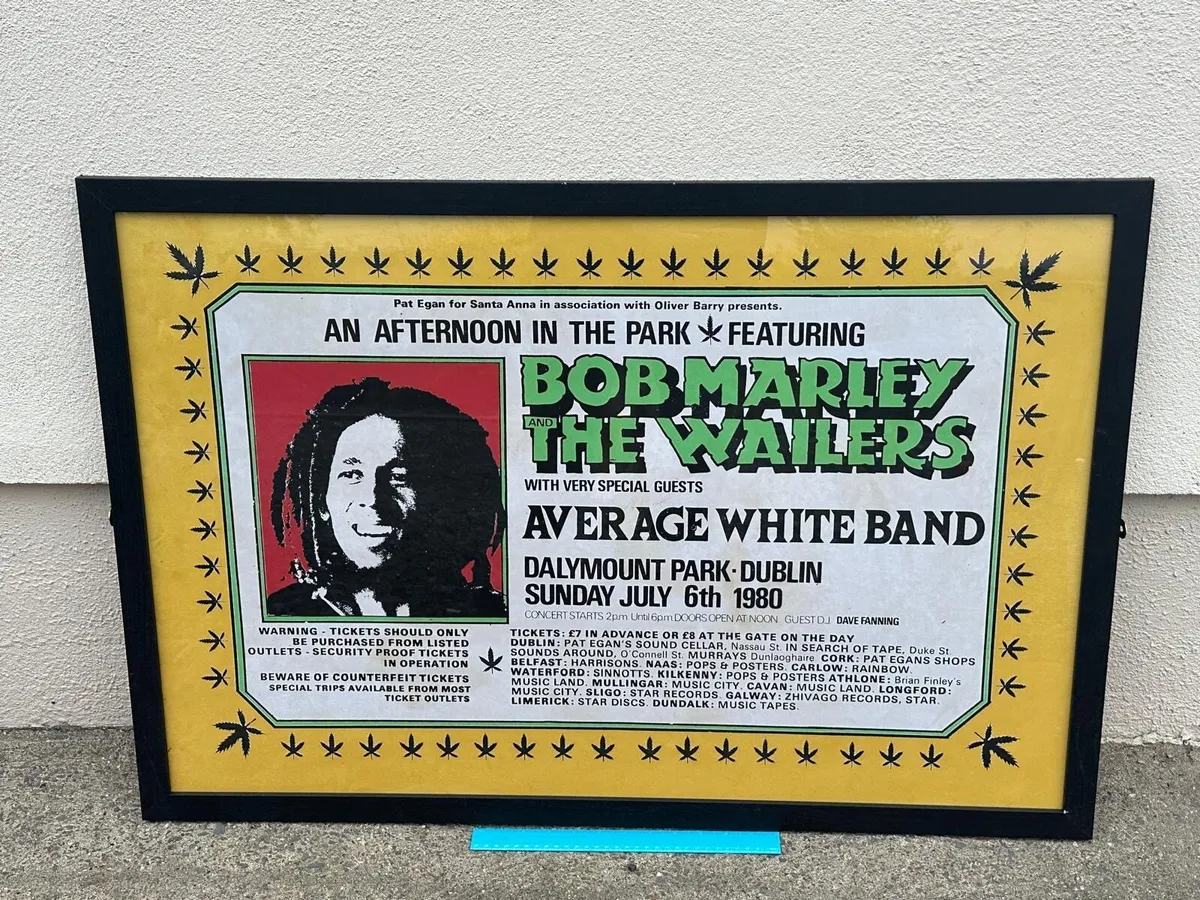 Pat Egan for Santa Anna in association with Oliver Barry presents.
AN AFTERNOON IN THE PARK FEATURING
BOB MARLEY
AND
THE WAILERS
WITH VERY SPECIAL GUESTS
AVERAGE WHITE BAND
DALYMOUNT PARK · DUBLIN
SUNDAY JULY 6th 1980
CONCERT STARTS 2pm Until 6pm DOORS OPEN AT NOON GUEST D.J. DAVE FANNING
WARNING - TICKETS SHOULD ONLY
BE PURCHASED FROM LISTED
OUTLETS - SECURITY PROOF TICKETS
IN OPERATION
BEWARE OF COUNTERFEIT TICKETS
SPECIAL TRIPS AVAILABLE FROM MOST
TICKET OUTLETS
TICKETS: £7 IN ADVANCE OR £8 AT THE GATE ON THE DAY
DUBLIN: PAT EGAN'S SOUND CELLAR, Nassau St. IN SEARCH OF TAPE, Duke St.
SOUNDS AROUND, O'Connell St. MURRAYS Dunlaoghaire. CORK: PAT EGANS SHOPS
BELFAST: HARRISONS. NAAS: POPS & POSTERS. CARLOW: RAINBOW.
WATERFORD: SINNOTTS. KILKENNY: POPS & POSTERS ATHLONE: Brian Finley's
MUSIC LAND. MULLINGAR: MUSIC CITY. CAVAN: MUSIC LAND. LONGFORD:
MUSIC CITY. SLIGO: STAR RECORDS. GALWAY: ZHIVAGO RECORDS, STAR.
LIMERICK: STAR DISCS. DUNDALK: MUSIC TAPES.